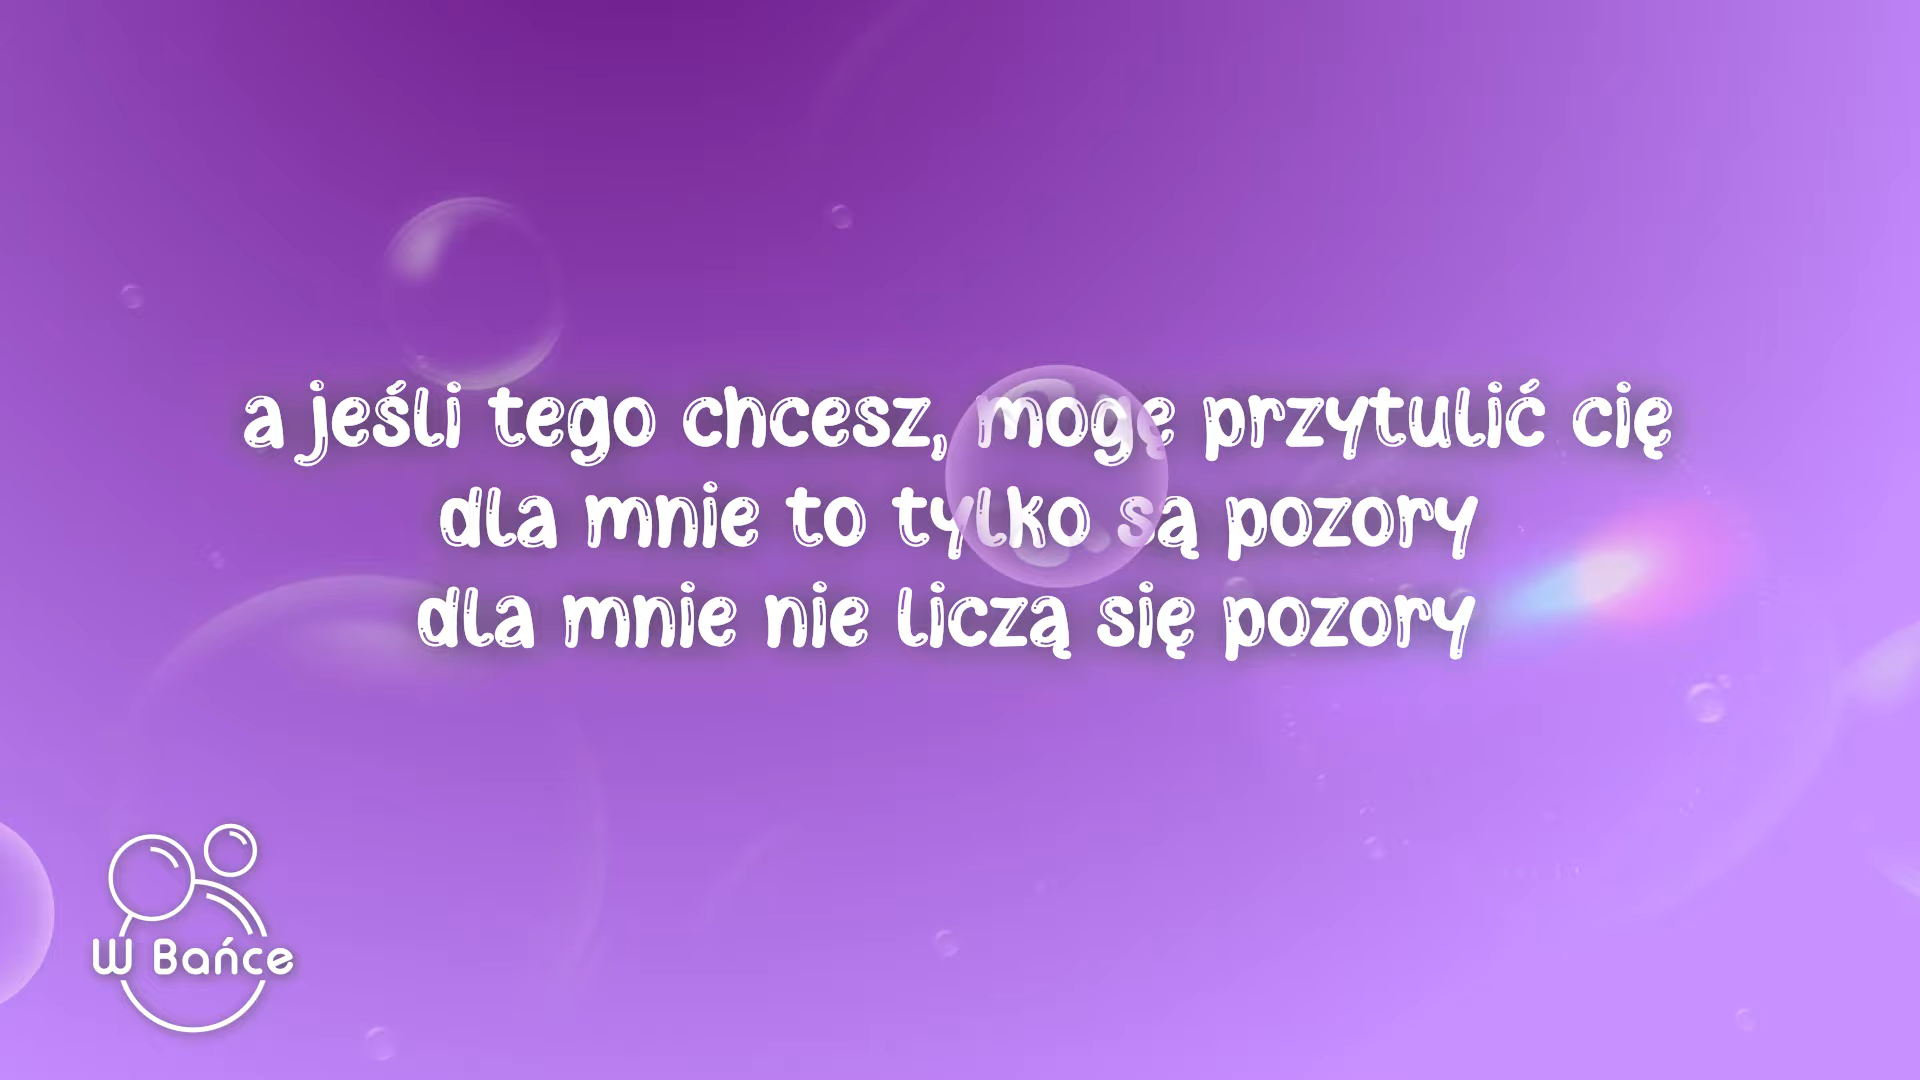 a jeśli tego chcesz, mogę przytulić cię
dla mnie to tylko są pozory
dla mnie nie liczą się pozory
W Bańce